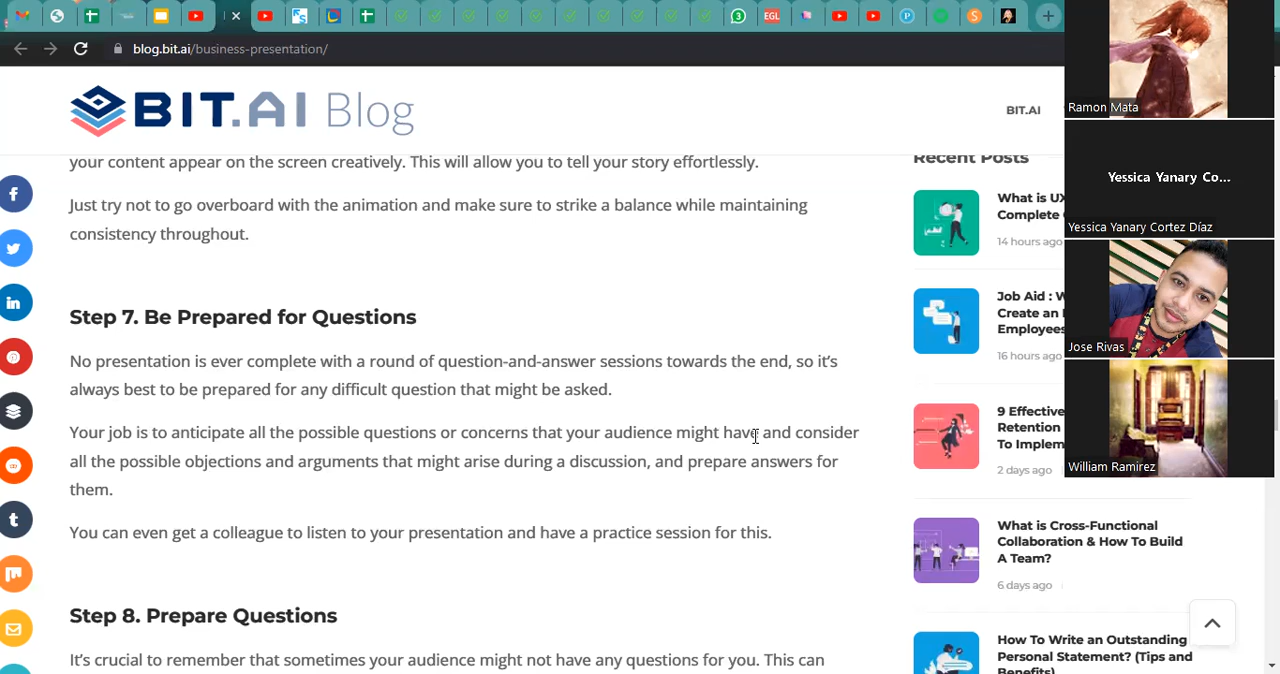 3
EGL
blog.bit.ai/business-presentation/
BIT.AI Blog
BIT.AI
your content appear on the screen creatively. This will allow you to tell your story effortlessly.
Just try not to go overboard with the animation and make sure to strike a balance while maintaining
consistency throughout.
Step 7. Be Prepared for Questions
No presentation is ever complete with a round of question-and-answer sessions towards the end, so it's
always best to be prepared for any difficult question that might be asked.
Your job is to anticipate all the possible questions or concerns that your audience might have and consider
all the possible objections and arguments that might arise during a discussion, and prepare answers for
them.
You can even get a colleague to listen to your presentation and have a practice session for this.
Step 8. Prepare Questions
It's crucial to remember that sometimes your audience might not have any questions for you. This can
Recent Posts
What is UX
Complete
14 hours ago
Job Aid : W
Create an
Employees
16 hours ago
9 Effective
Retention
To Implem
2 days ago
What is Cross-Functional
Collaboration & How To Build
A Team?
6 days ago
How To Write an Outstanding
Personal Statement? (Tips and
Benefits)
Ramon Mata
Yessica Yanary Co...
Yessica Yanary Cortez Díaz
Jose Rivas
William Ramirez